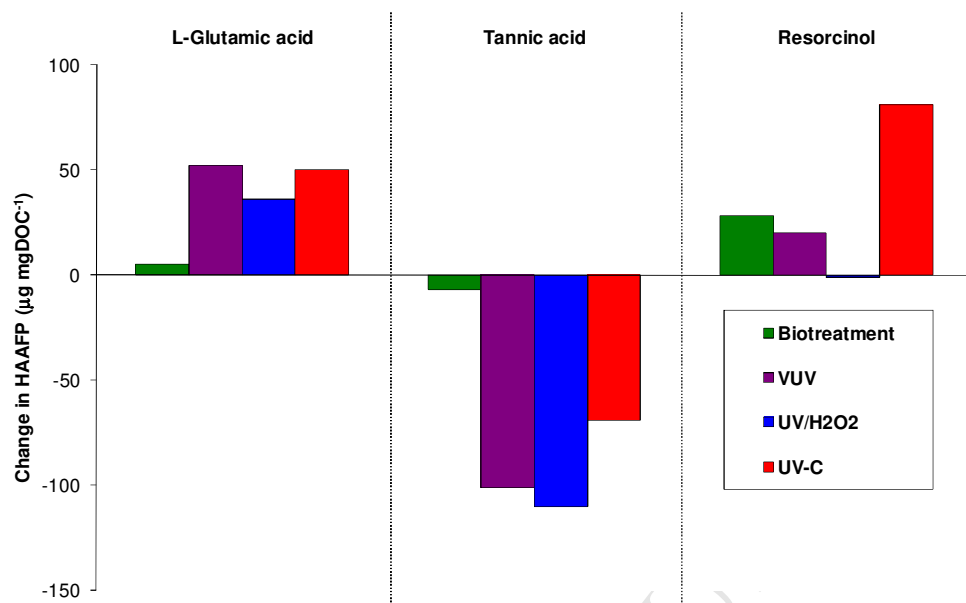 L-Glutamic acid Tannic acid Resorcinol
100
50
0
-50
-100
-150
Change in HAAFP (µg mgDOC⁻¹)
Biotreatment
VUV
UV/H2O2
UV-C